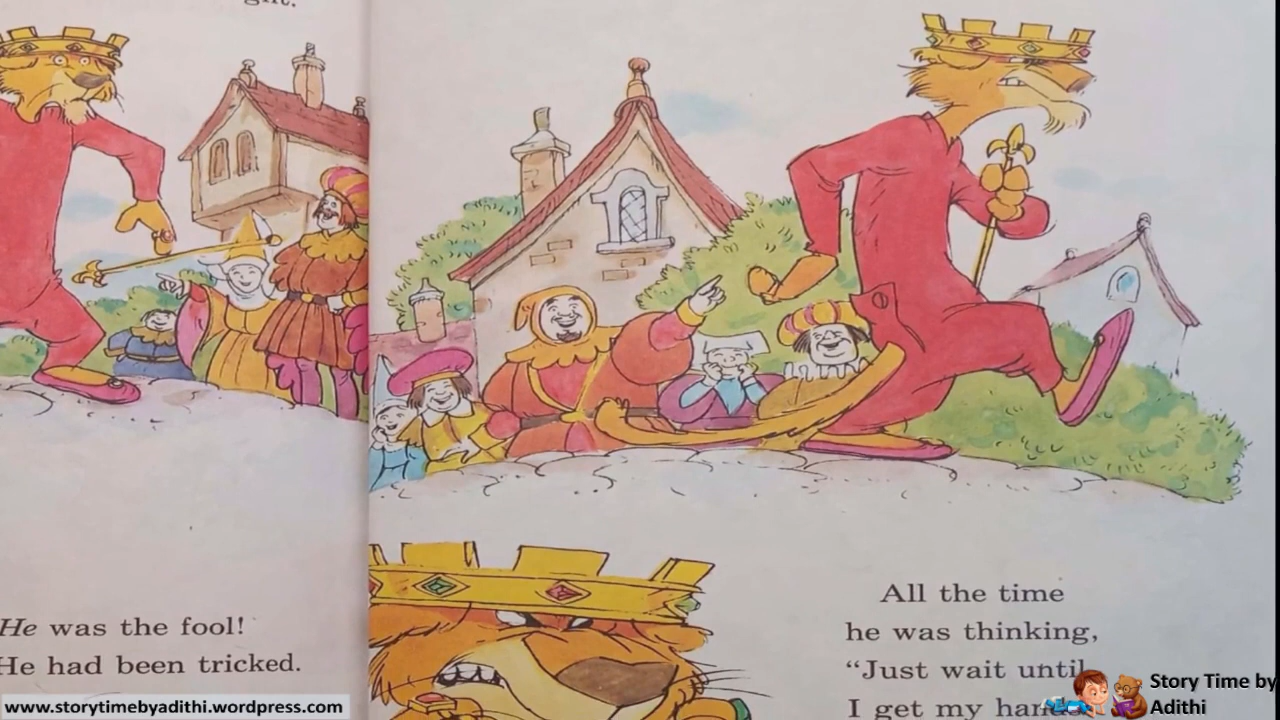 He was the fool!
He had been tricked.
All the time
he was thinking,
“Just wait until
I get my
www.storytimebyadithi.wordpress.com
Story Time by
Adithi